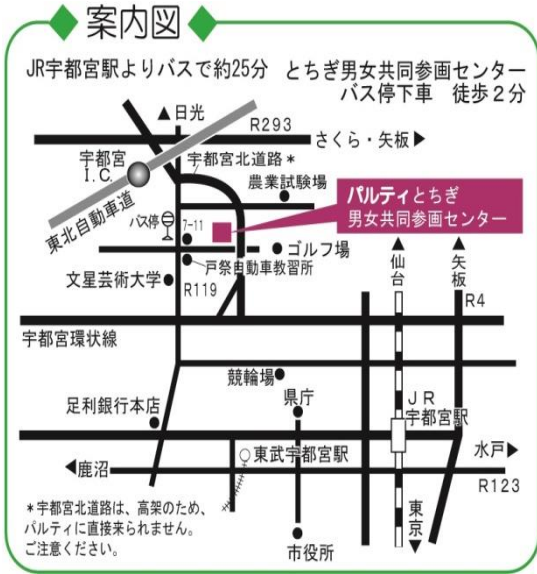 案内図
JR宇都宮駅よりバスで約25分 とちぎ男女共同参画センター
バス停下車 徒歩2分
▲日光
R293
さくら・矢板▶
宇都宮
I.C.
宇都宮北道路*
農業試験場
東北自動車道
バス停
7-11
パルティとちぎ
男女共同参画センター
ゴルフ場
戸祭自動車教習所
文星芸術大学
R119
▲仙台
▲矢板
R4
宇都宮環状線
競輪場
県庁
足利銀行本店
JR
宇都宮駅
東武宇都宮駅
水戸▶
◀鹿沼
R123
*宇都宮北道路は、高架のため、
パルティに直接来られません。
ご注意ください。
市役所
東京▼